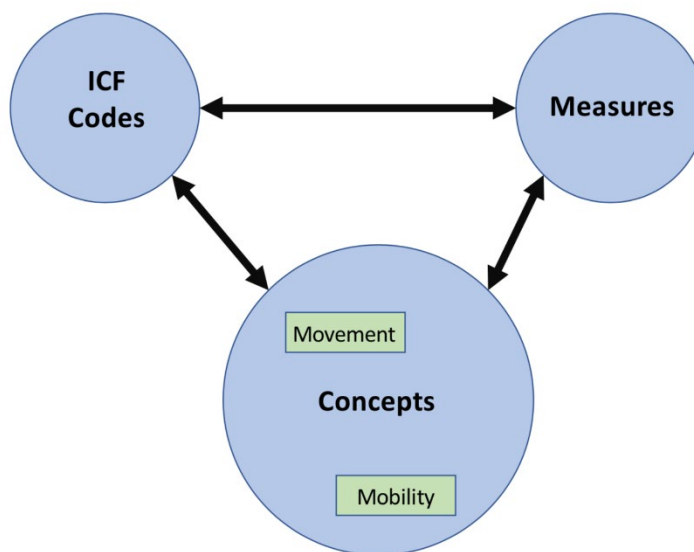 ICF
Codes
Measures
Movement
Concepts
Mobility